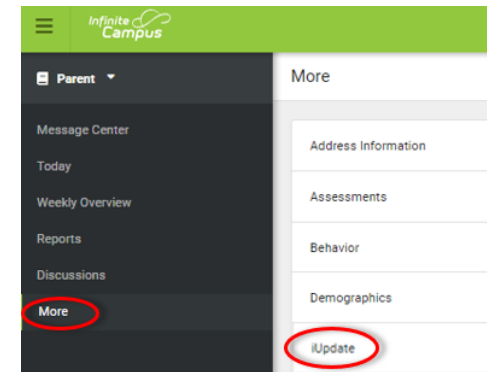 Infinite
Campus
Parent
More
Message Center
Today
Weekly Overview
Reports
Discussions
More
Address Information
Assessments
Behavior
Demographics
iUpdate